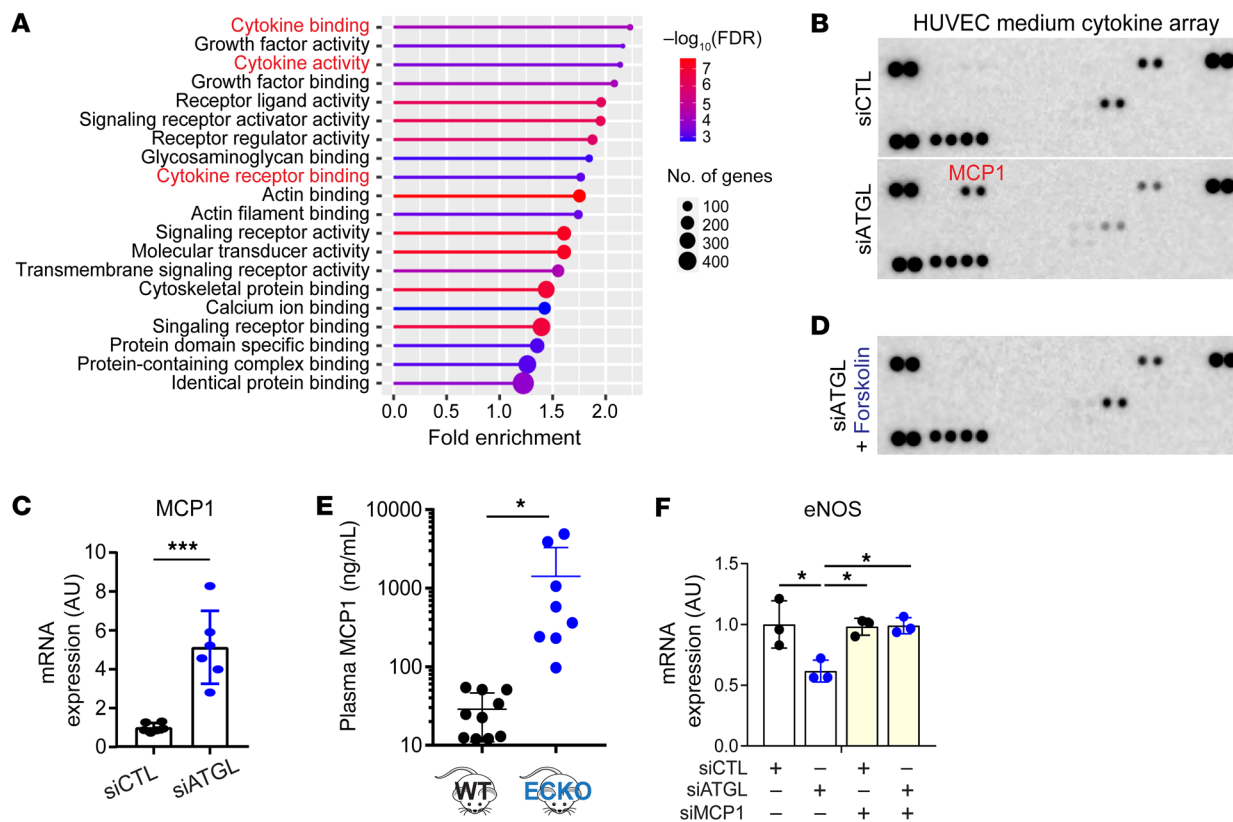 A
Cytokine binding
Growth factor activity
Cytokine activity
Growth factor binding
Receptor ligand activity
Signaling receptor activator activity
Receptor regulator activity
Glycosaminoglycan binding
Cytokine receptor binding
Actin binding
Actin filament binding
Signaling receptor activity
Molecular transducer activity
Transmembrane signaling receptor activity
Cytoskeletal protein binding
Calcium ion binding
Singaling receptor binding
Protein domain specific binding
Protein-containing complex binding
Identical protein binding
0.0 0.5 1.0 1.5 2.0
Fold enrichment
–log10(FDR)
7
6
5
4
3
No. of genes
100
200
300
400
B
HUVEC medium cytokine array
siCTL
siATGL
MCP1
D
siATGL
+ Forskolin
C
MCP1
***
mRNA
expression (AU)
10
8
6
4
2
0
siCTL siATGL
E
*
Plasma MCP1 (ng/mL)
10000
1000
100
10
WT ECKO
F
eNOS
* * *
mRNA
expression (AU)
1.5
1.0
0.5
0.0
siCTL + – + –
siATGL – + – +
siMCP1 – – + +